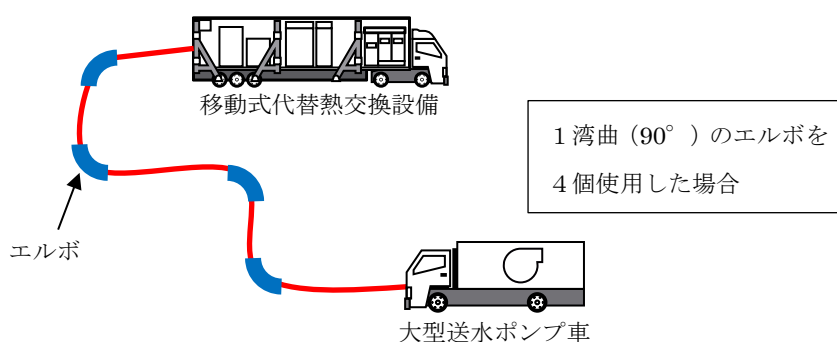 移動式代替熱交換設備
1湾曲(90°)のエルボを
4個使用した場合
エルボ
大型送水ポンプ車